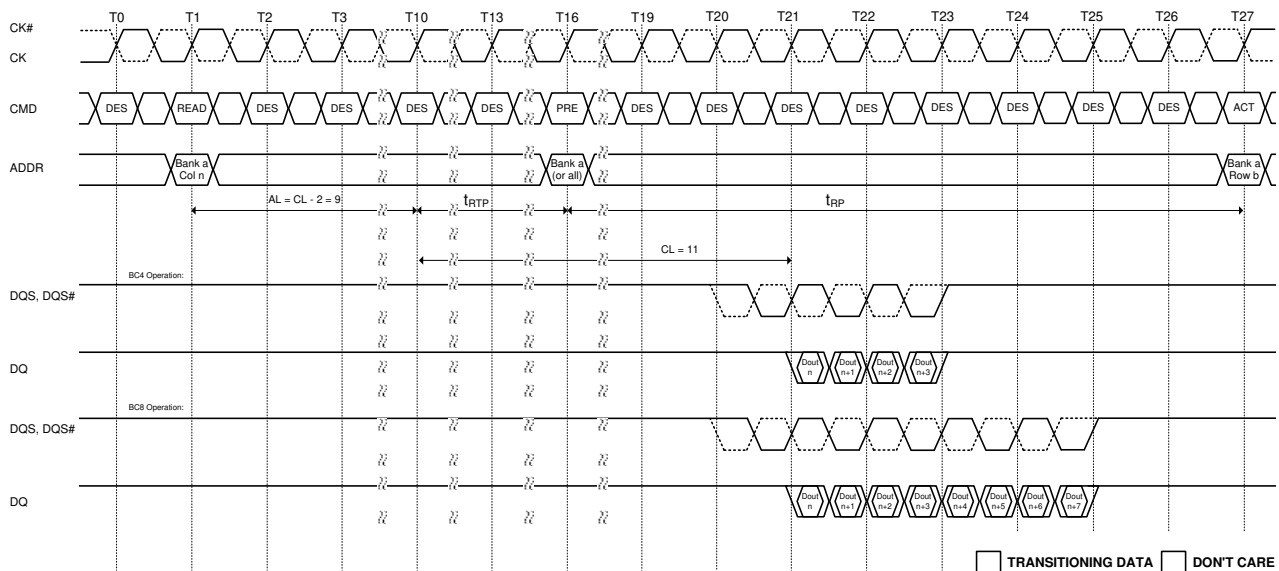 T0 T1 T2 T3 T10 T13 T16 T19 T20 T21 T22 T23 T24 T25 T26 T27
CK#
CK
CMD DES READ DES DES DES DES PRE DES DES DES DES DES DES DES DES ACT
ADDR
Bank a
Col n
Bank a
(or all)
Bank a
Row b
AL = CL - 2 = 9 tRTP tRP
CL = 11
BC4 Operation:
DQS, DQS#
DQ
Dout
n
Dout
n+1
Dout
n+2
Dout
n+3
BC8 Operation:
DQS, DQS#
DQ
Dout
n
Dout
n+1
Dout
n+2
Dout
n+3
Dout
n+4
Dout
n+5
Dout
n+6
Dout
n+7
TRANSITIONING DATA DON'T CARE